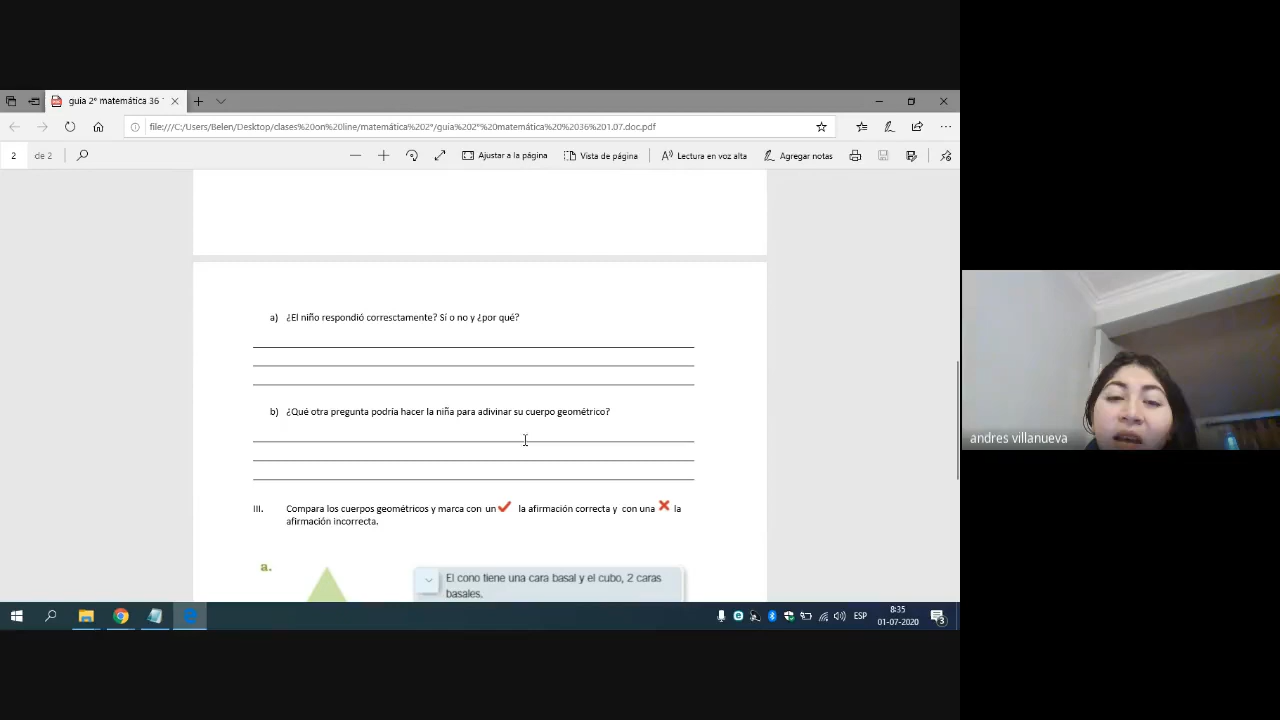 guia 2° matemática 36
file:///C:/Users/Belen/Desktop/clases%20on%20line/matemática%202°/guia%202°%20matemática%20%2036%201.07.doc.pdf
2 de 2
Ajustar a la página
Vista de página
Lectura en voz alta
Agregar notas
a) ¿El niño respondió corresctamente? Sí o no y ¿por qué?
b) ¿Qué otra pregunta podría hacer la niña para adivinar su cuerpo geométrico?
III. Compara los cuerpos geométricos y marca con un la afirmación correcta y con una la
afirmación incorrecta.
a.
El cono tiene una cara basal y el cubo, 2 caras
basales.
andres villanueva
ESP
8:35
01-07-2020
3